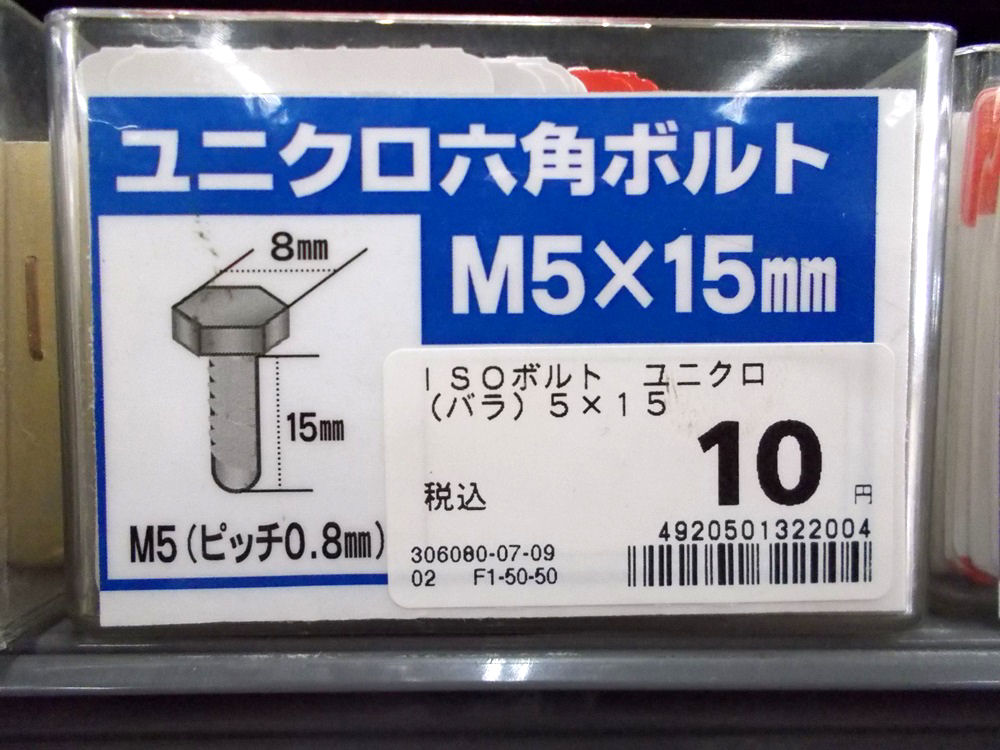 ユニクロ六角ボルト
M5×15mm
8mm
15mm
M5(ピッチ0.8mm)
ISOボルト　ユニクロ
(バラ)5×15
税込 10 円
4920501322004
306080-07-09
02 F1-50-50